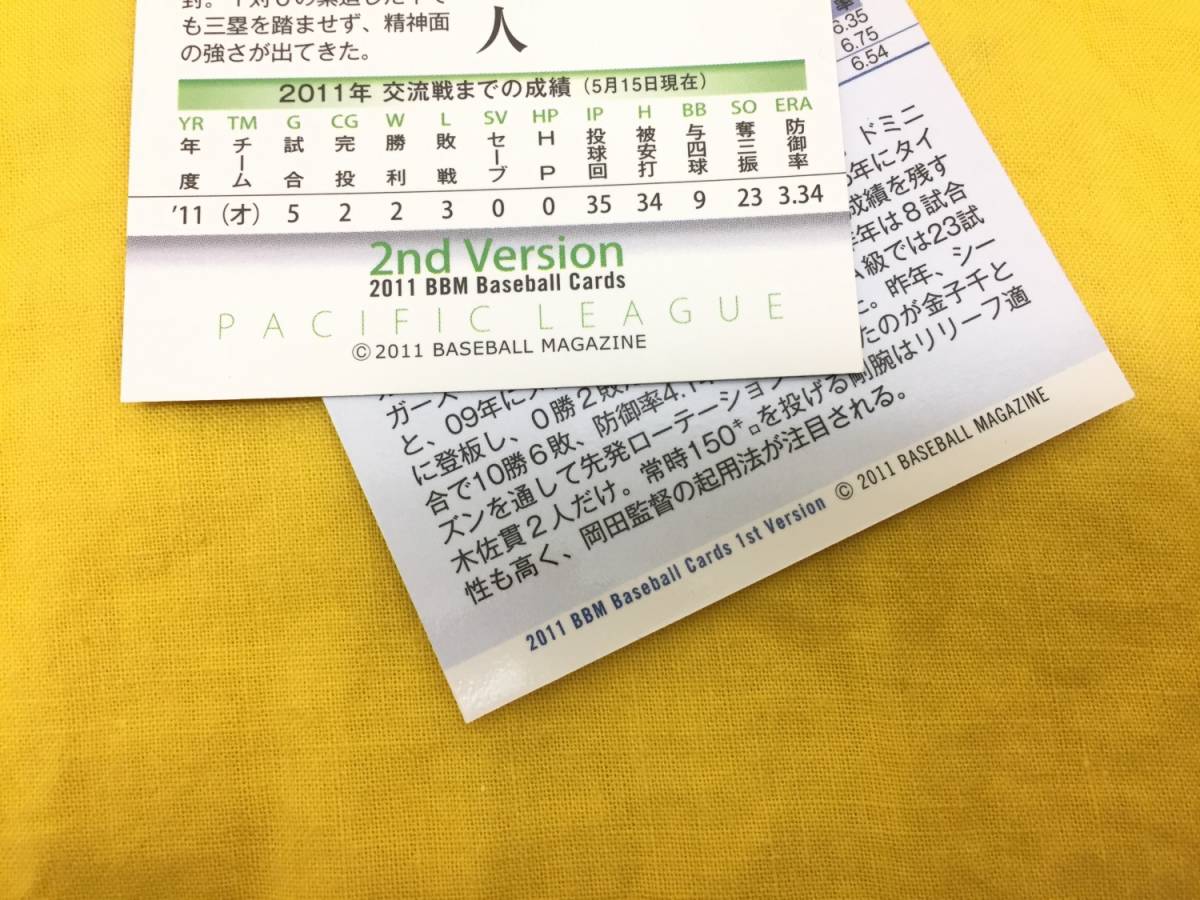 も三塁を踏ませず、精神面
の強さが出てきた。
人
2011年 交流戦までの成績（5月15日現在）
YR TM G CG W L SV HP IP H BB SO ERA
年度 チーム 試合 完投 勝利 敗戦 セーブ HP 投球回 被安打 与四球 奪三振 防御率
'11 (オ) 5 2 2 3 0 0 35 34 9 23 3.34
2nd Version
2011 BBM Baseball Cards
PACIFIC LEAGUE
©2011 BASEBALL MAGAZINE
率
6.35
6.75
6.54
ドミニ
年にタイ
成績を残す
年は8試合
A級では23試
昨年、シー
ガース
たのが金子千と
と、09年に
に登板し、0勝2敗
合で10勝6敗、防御率4.1
ズンを通して先発ローテーション
木佐貫2人だけ。常時150㌔を投げる剛腕はリリーフ適
性も高く、岡田監督の起用法が注目される。
2011 BBM Baseball Cards 1st Version © 2011 BASEBALL MAGAZINE